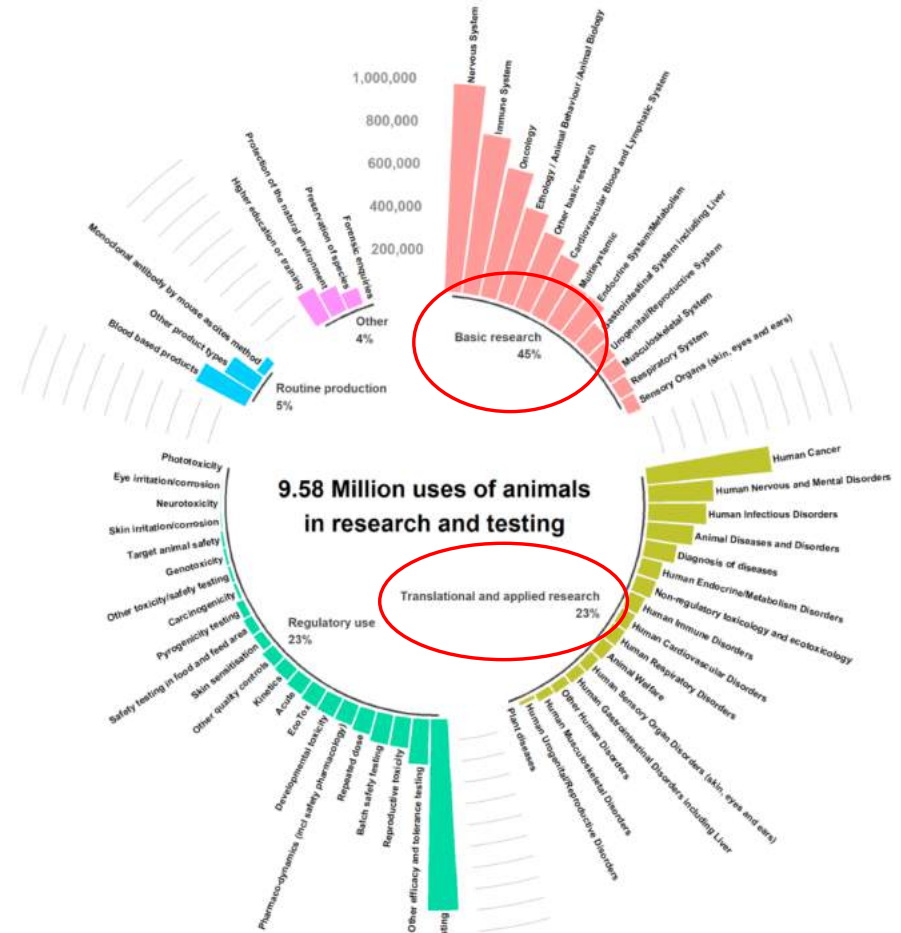 1,000,000
800,000
600,000
400,000
200,000
Nervous System
Immune System
Oncology
Ethology / Animal Behaviour /Animal Biology
Other basic research
Cardiovascular Blood and Lymphatic System
Multisystemic
Endocrine System/Metabolism
Gastrointestinal System including Liver
Urogenital/Reproductive System
Musculoskeletal System
Respiratory System
Sensory Organs (skin, eyes and ears)
Basic research
45%
Human Cancer
Human Nervous and Mental Disorders
Human Infectious Disorders
Animal Diseases and Disorders
Diagnosis of diseases
Human Endocrine/Metabolism Disorders
Non-regulatory toxicology and ecotoxicology
Human Immune Disorders
Human Cardiovascular Disorders
Human Respiratory Disorders
Animal Welfare
Human Sensory Organ Disorders (skin, eyes and ears)
Human Gastrointestinal Disorders including Liver
Other Human Disorders
Human Musculoskeletal Disorders
Human Urogenital/Reproductive Disorders
Plant diseases
Translational and applied research
23%
9.58 Million uses of animals
in research and testing
Other efficacy and tolerance testing
Reproductive toxicity
Batch safety testing
Repeated dose
Pharmaco-dynamics (incl safety pharmacology)
Developmental toxicity
EcoTox
Acute
Kinetics
Other quality controls
Skin sensitisation
Safety testing in food and feed area
Pyrogenicity testing
Carcinogenicity
Other toxicity/safety testing
Genotoxicity
Target animal safety
Skin irritation/corrosion
Neurotoxicity
Eye irritation/corrosion
Phototoxicity
Regulatory use
23%
Blood based products
Other product types
Monoclonal antibody by mouse ascites method
Routine production
5%
Higher education or training
Protection of the natural environment
Preservation of species
Forensic enquiries
Other
4%